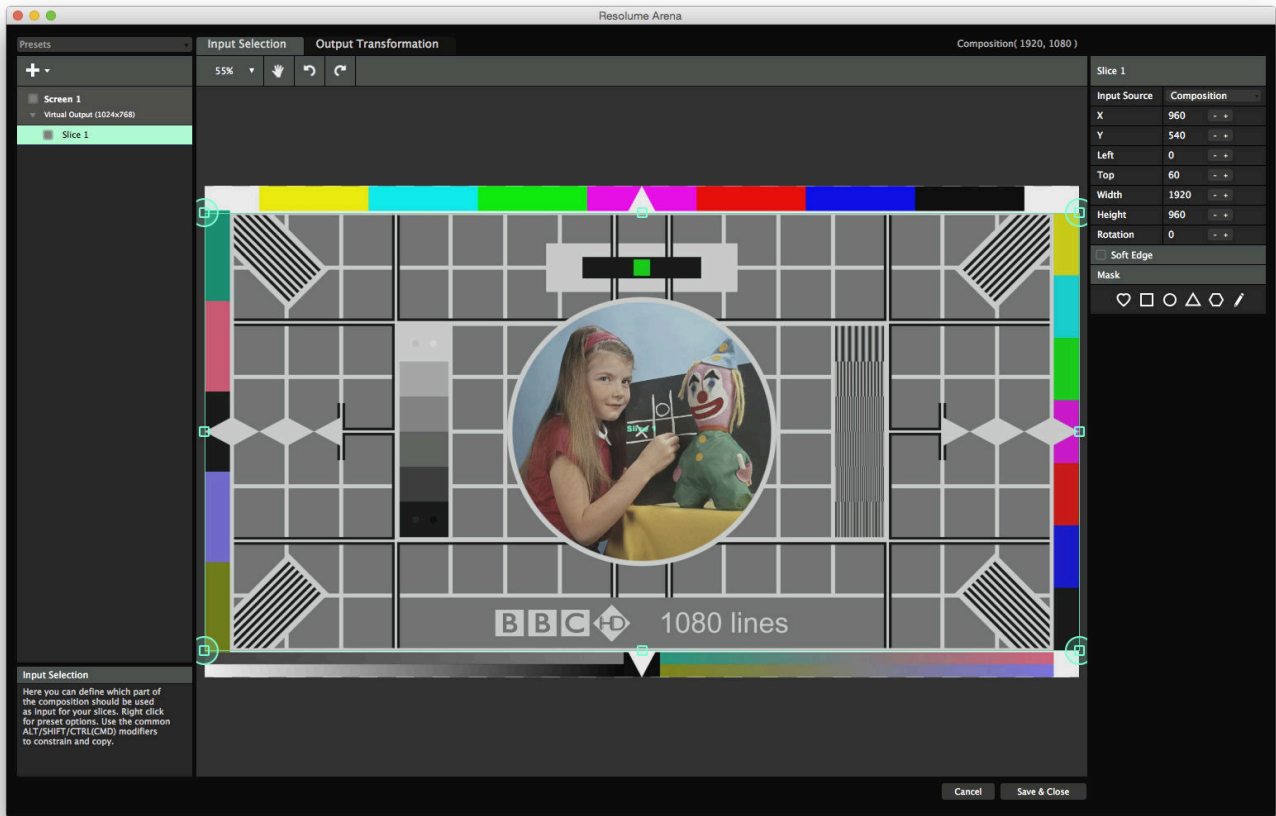 Resolume Arena
Presets
Input Selection
Output Transformation
Composition( 1920, 1080 )
55%
Screen 1
Virtual Output (1024x768)
Slice 1
Slice 1
Input Source Composition
X 960 - +
Y 540 - +
Left 0 - +
Top 60 - +
Width 1920 - +
Height 960 - +
Rotation 0 - +
Soft Edge
Mask
Slice 1
BBC HD 1080 lines
Input Selection
Here you can define which part of
the composition should be used
as input for your slices. Right click
for preset options. Use the common
ALT/SHIFT/CTRL(CMD) modifiers
to constrain and copy.
Cancel
Save & Close